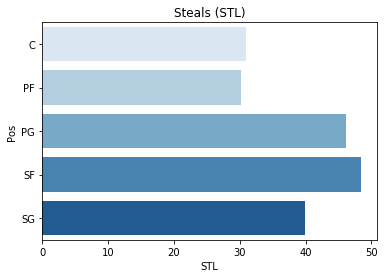 Steals (STL)
Pos
C
PF
PG
SF
SG
0 10 20 30 40 50
STL